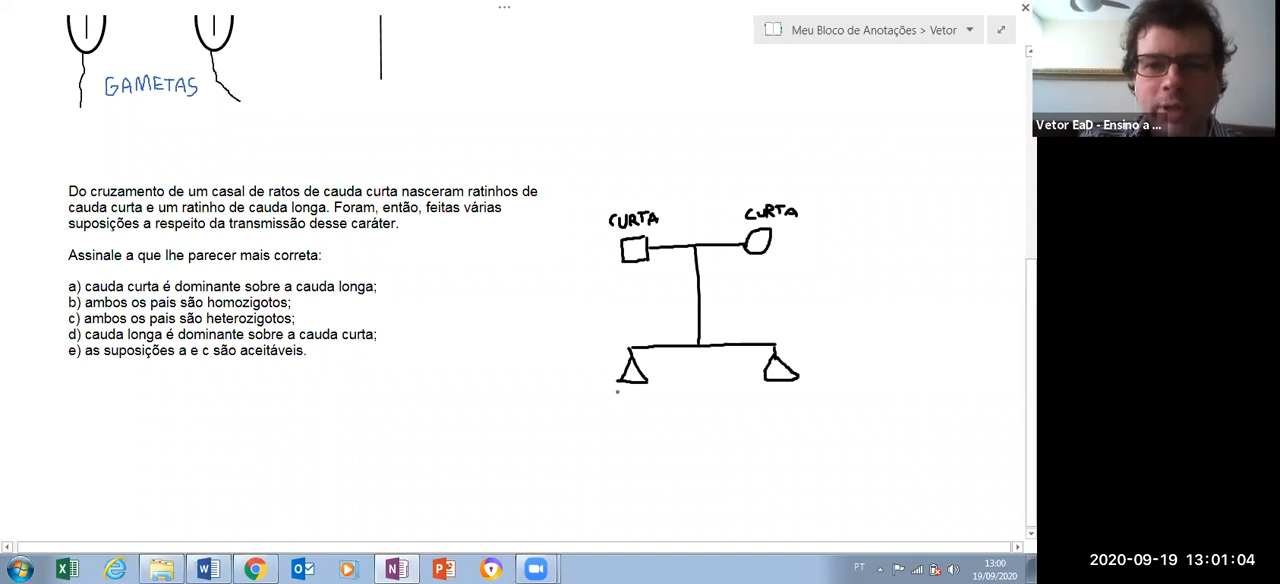 Meu Bloco de Anotações > Vetor
GAMETAS
Vetor EaD - Ensino a ...
Do cruzamento de um casal de ratos de cauda curta nasceram ratinhos de
cauda curta e um ratinho de cauda longa. Foram, então, feitas várias
suposições a respeito da transmissão desse caráter.
Assinale a que lhe parecer mais correta:
a) cauda curta é dominante sobre a cauda longa;
b) ambos os pais são homozigotos;
c) ambos os pais são heterozigotos;
d) cauda longa é dominante sobre a cauda curta;
e) as suposições a e c são aceitáveis.
CURTA
CURTA
PT
13:00
19/09/2020
2020-09-19 13:01:04